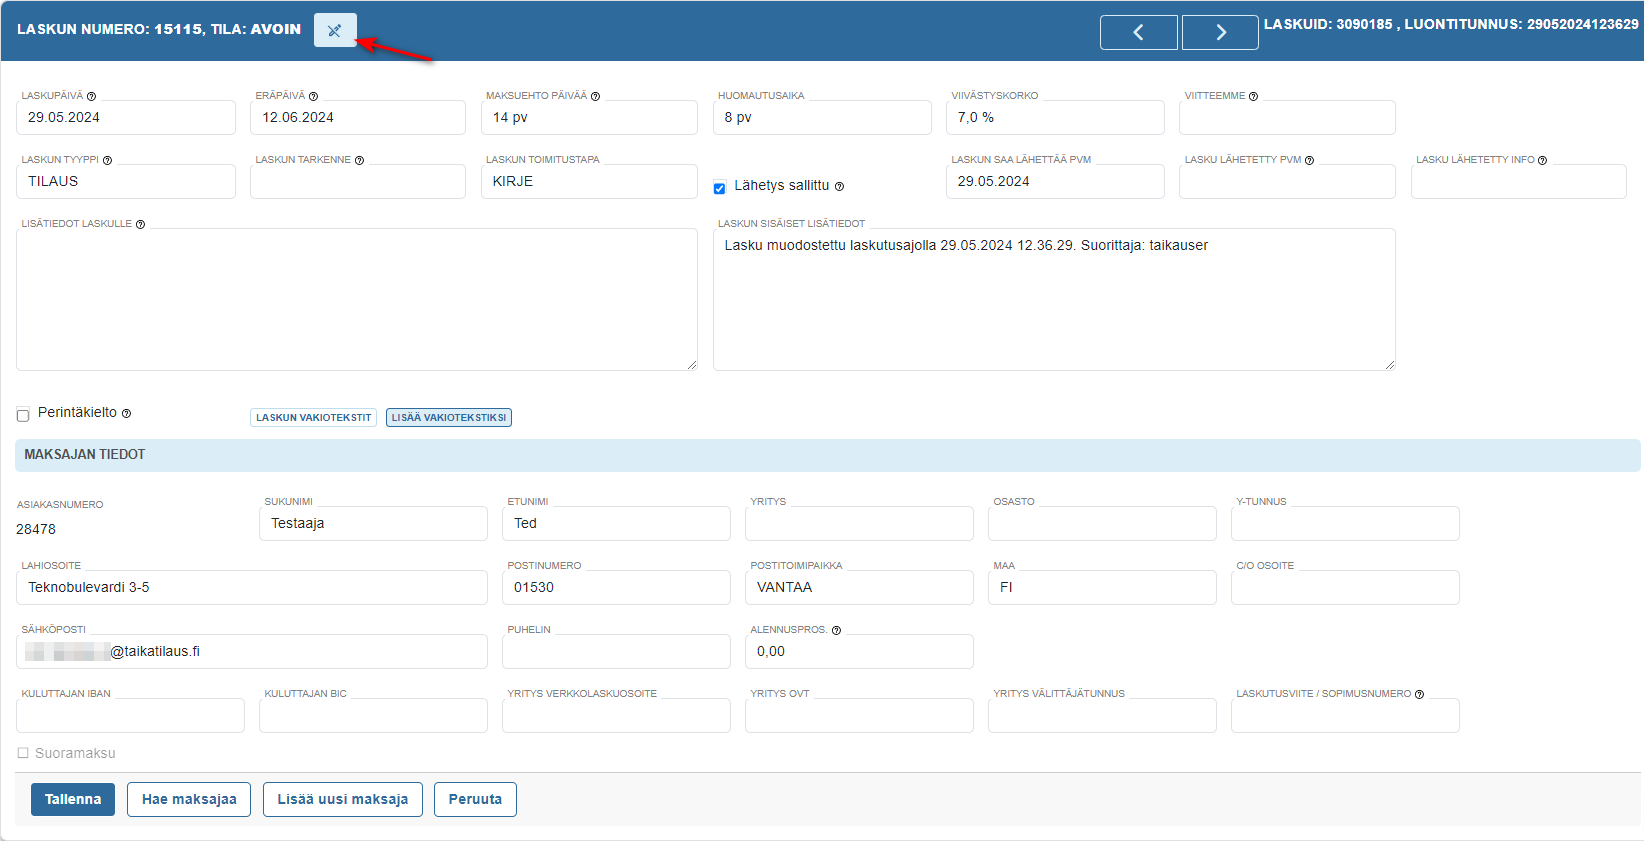 LASKUN NUMERO: 15115, TILA: AVOIN
LASKUID: 3090185 , LUONTITUNNUS: 29052024123629
LASKUPÄIVÄ ERÄPÄIVÄ MAKSUEHTO PÄIVÄÄ HUOMAUTUSAIKA VIIVÄSTYSKORKO VIITTEEMME
29.05.2024 12.06.2024 14 pv 8 pv 7,0 %
LASKUN TYYPPI LASKUN TARKENNE LASKUN TOIMITUSTAPA LASKUN SAA LÄHETTÄÄ PVM LASKU LÄHETETTY PVM LASKU LÄHETETTY INFO
TILAUS KIRJE Lähetys sallittu 29.05.2024
LISÄTIEDOT LASKULLE LASKUN SISÄISET LISÄTIEDOT
Lasku muodostettu laskutusajolla 29.05.2024 12.36.29. Suorittaja: taikauser
Perintäkielto LASKUN VAKIOTEKSTIT LISÄÄ VAKIOTEKSTIKSI
MAKSAJAN TIEDOT
ASIAKASNUMERO SUKUNIMI ETUNIMI YRITYS OSASTO Y-TUNNUS
28478 Testaaja Ted
LAHIOSOITE POSTINUMERO POSTITOIMIPAIKKA MAA C/O OSOITE
Teknobulevardi 3-5 01530 VANTAA FI
SÄHKÖPOSTI PUHELIN ALENNUSPROS.
@taikatilaus.fi 0,00
KULUTTAJAN IBAN KULUTTAJAN BIC YRITYS VERKKOLASKUOSOITE YRITYS OVT YRITYS VÄLITTÄJÄTUNNUS LASKUTUSVIITE / SOPIMUSNUMERO
Suoramaksu
Tallenna Hae maksajaa Lisää uusi maksaja Peruuta